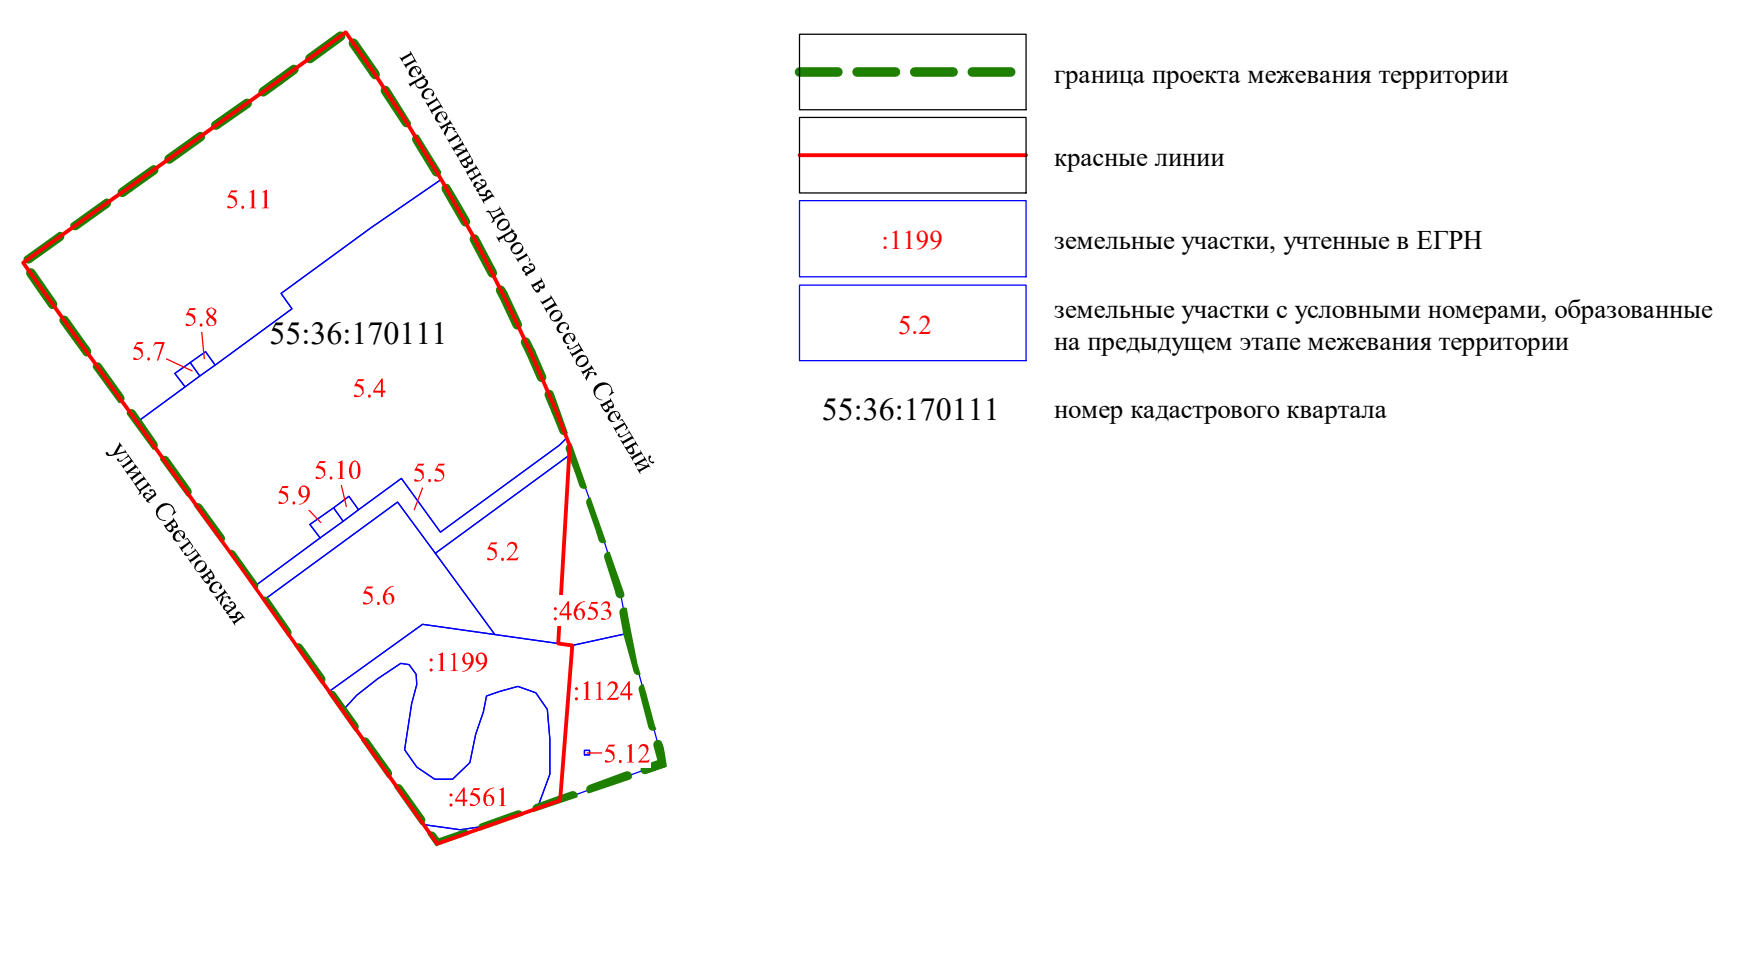 перспективная дорога в поселок Светлый
5.11
5.8
5.7
55:36:170111
5.4
улица Светловская
5.10
5.9
5.5
5.2
5.6
:4653
:1199
:1124
5.12
:4561
граница проекта межевания территории
красные линии
:1199
земельные участки, учтенные в ЕГРН
5.2
земельные участки с условными номерами, образованные
на предыдущем этапе межевания территории
55:36:170111
номер кадастрового квартала